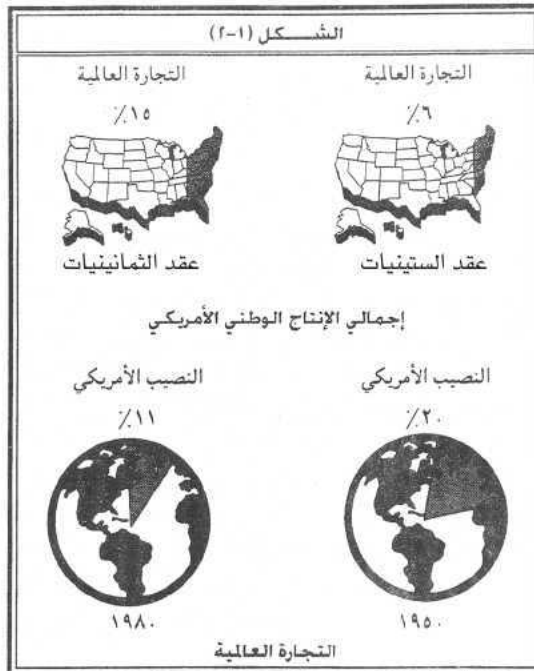 الشــــكل (١-٢)
التجارة العالمية
التجارة العالمية
٪٦
٪١٥
عقد الستينيات
عقد الثمانينيات
إجمالي الإنتاج الوطني الأمريكي
النصيب الأمريكي
النصيب الأمريكي
٪٢٠
٪١١
١٩٥٠
١٩٨٠
التجارة العالمية